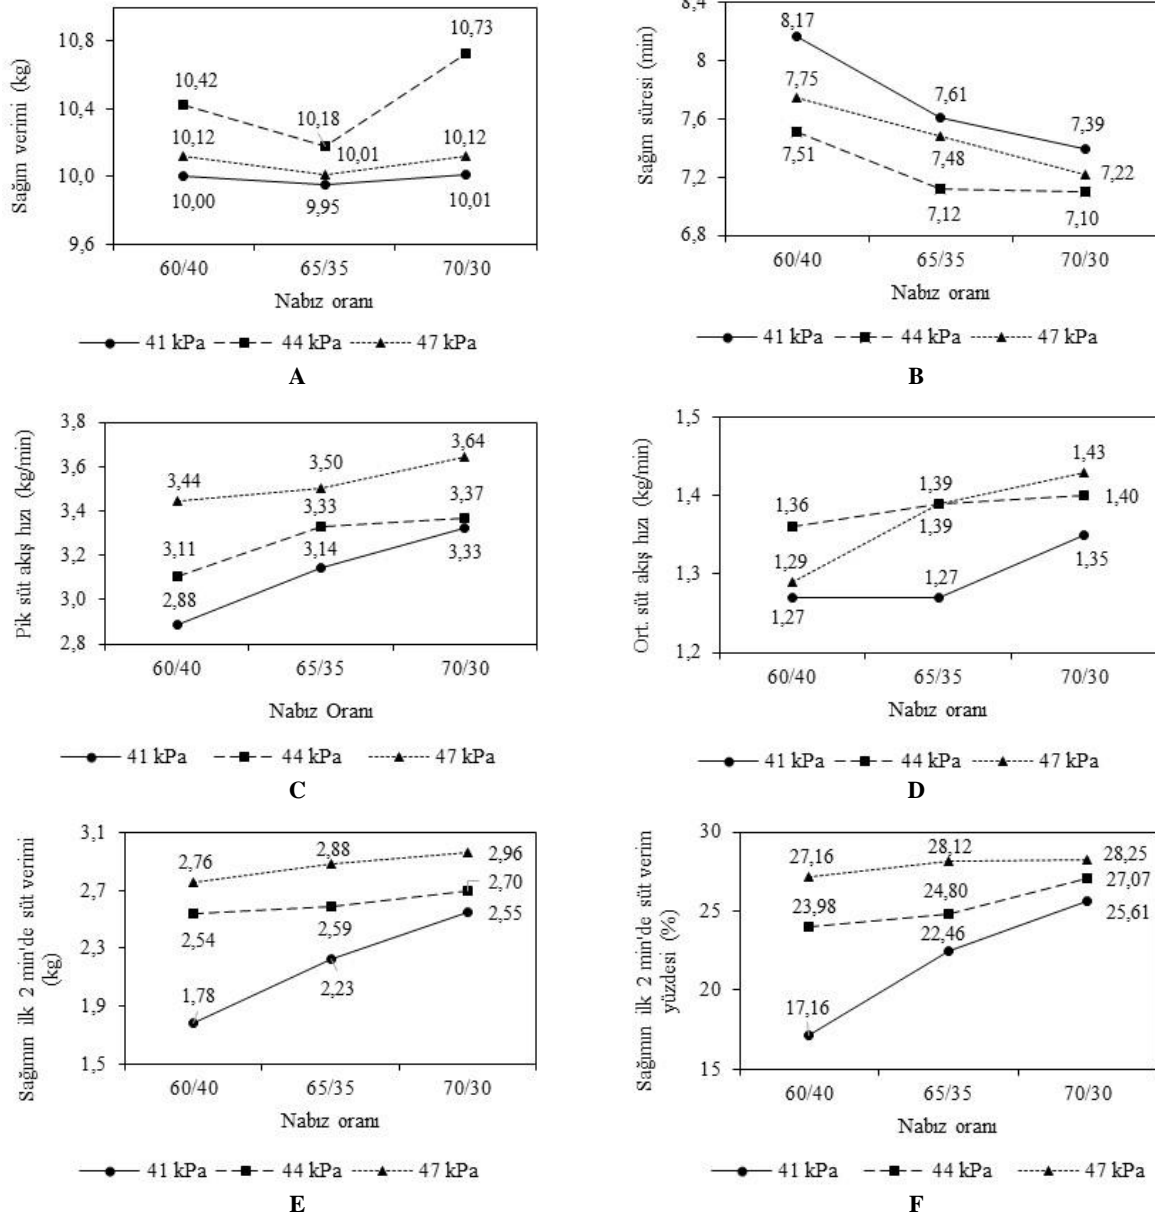 Sağım verimi (kg)
10,8
10,4
10,0
9,6
10,42
10,18
10,73
10,12
10,01
10,12
10,00
9,95
10,01
60/40 65/35 70/30
Nabız oranı
41 kPa 44 kPa 47 kPa
A
Sağım süresi (min)
8,4
8
7,6
7,2
6,8
8,17
7,61
7,39
7,75
7,48
7,22
7,51
7,12
7,10
60/40 65/35 70/30
Nabız oranı
41 kPa 44 kPa 47 kPa
B
Pik süt akış hızı (kg/min)
3,8
3,6
3,4
3,2
3,0
2,8
3,44
3,50
3,64
3,11
3,33
3,37
2,88
3,14
3,33
60/40 65/35 70/30
Nabız Oranı
41 kPa 44 kPa 47 kPa
C
Ort. süt akış hızı (kg/min)
1,5
1,4
1,3
1,2
1,36
1,39
1,43
1,40
1,29
1,39
1,27
1,27
1,35
60/40 65/35 70/30
Nabız oranı
41 kPa 44 kPa 47 kPa
D
Sağımın ilk 2 min'de süt verimi
(kg)
3,1
2,7
2,3
1,9
1,5
2,76
2,88
2,96
2,54
2,59
2,70
1,78
2,23
2,55
60/40 65/35 70/30
Nabız oranı
41 kPa 44 kPa 47 kPa
E
Sağımın ilk 2 min'de süt verim
yüzdesi (%)
30
25
20
15
27,16
28,12
28,25
23,98
24,80
27,07
17,16
22,46
25,61
60/40 65/35 70/30
Nabız oranı
41 kPa 44 kPa 47 kPa
F